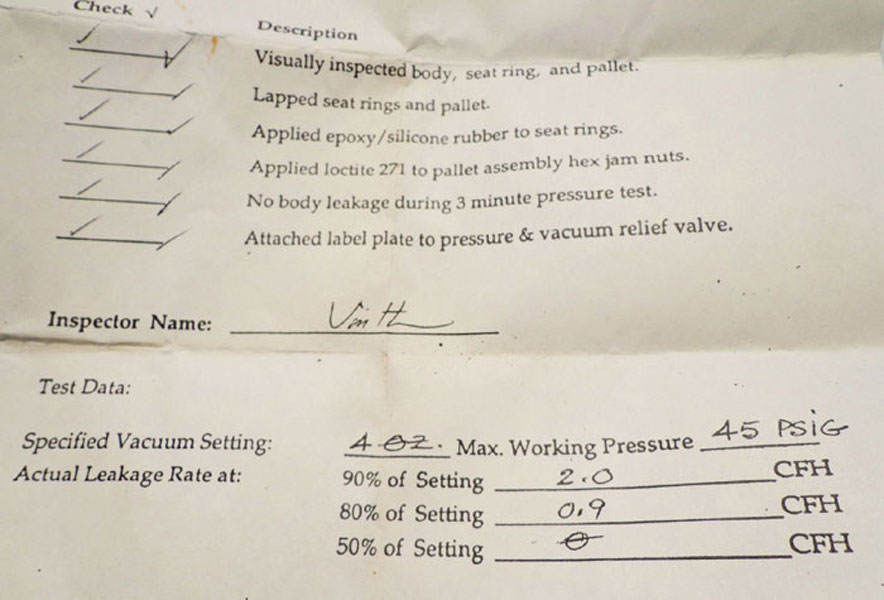 Check √
Description
✓ Visually inspected body, seat ring, and pallet.
✓ Lapped seat rings and pallet.
✓ Applied epoxy/silicone rubber to seat rings.
✓ Applied loctite 271 to pallet assembly hex jam nuts.
✓ No body leakage during 3 minute pressure test.
✓ Attached label plate to pressure & vacuum relief valve.
Inspector Name:
Test Data:
Specified Vacuum Setting: 4 oz. Max. Working Pressure 45 PSiG
Actual Leakage Rate at: 90% of Setting 2.0 CFH
80% of Setting 0.9 CFH
50% of Setting 0 CFH